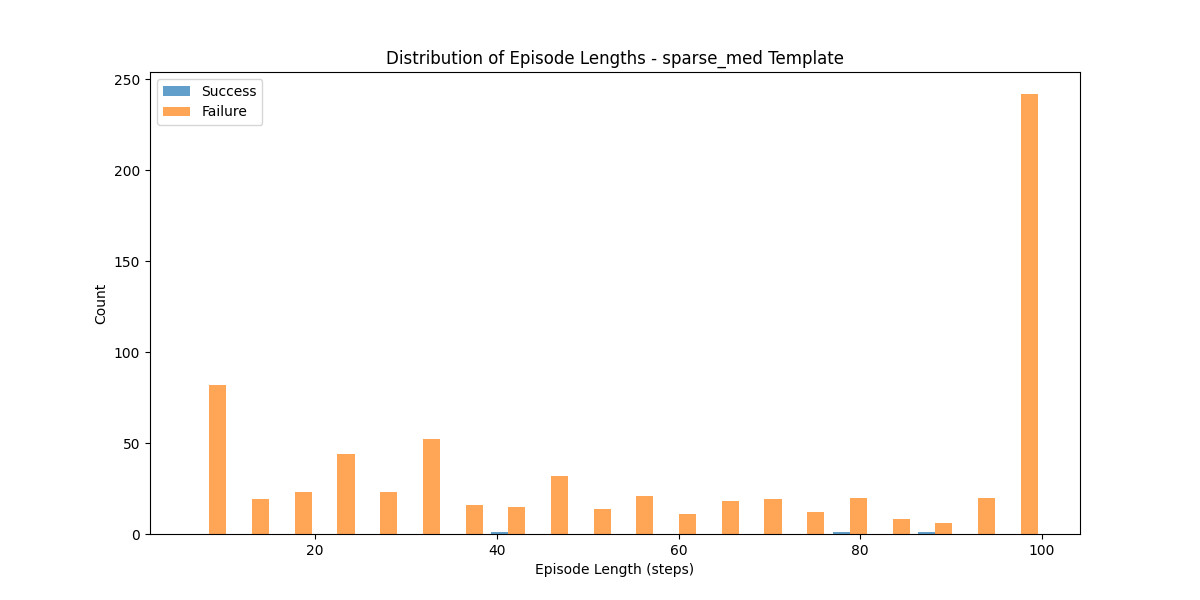 Distribution of Episode Lengths - sparse_med Template
Success
Failure
250
200
150
100
50
0
Count
20 40 60 80 100
Episode Length (steps)